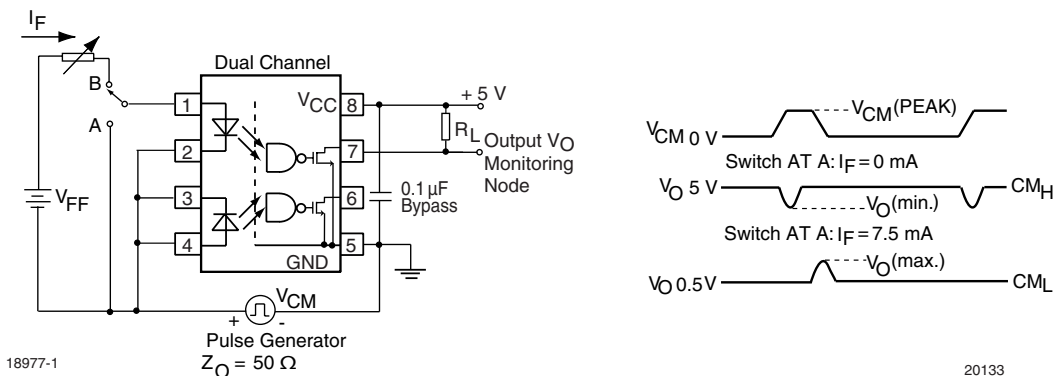 I_F
Dual Channel
B
A
V_FF
1
2
3
4
V_CC
8
7
6
5
GND
+ 5 V
R_L
Output V_O
Monitoring
Node
0.1 µF
Bypass
V_CM
+ -
Pulse Generator
Z_O = 50 Ω
18977-1
V_CM(PEAK)
V_CM 0 V
Switch AT A: I_F = 0 mA
V_O 5 V
CM_H
V_O(min.)
Switch AT A: I_F = 7.5 mA
V_O(max.)
V_O 0.5V
CM_L
20133